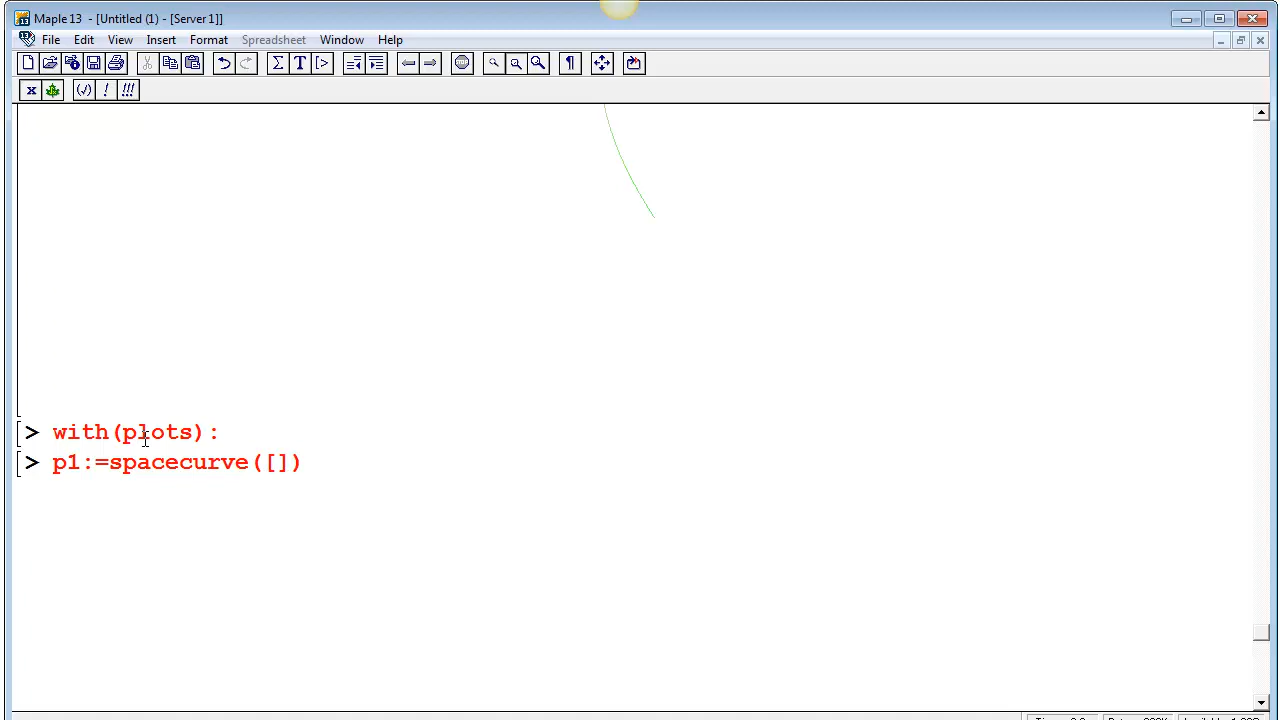 Maple 13 - [Untitled (1) - [Server 1]]
File Edit View Insert Format Spreadsheet Window Help
> with(plots):
> p1:=spacecurve([])